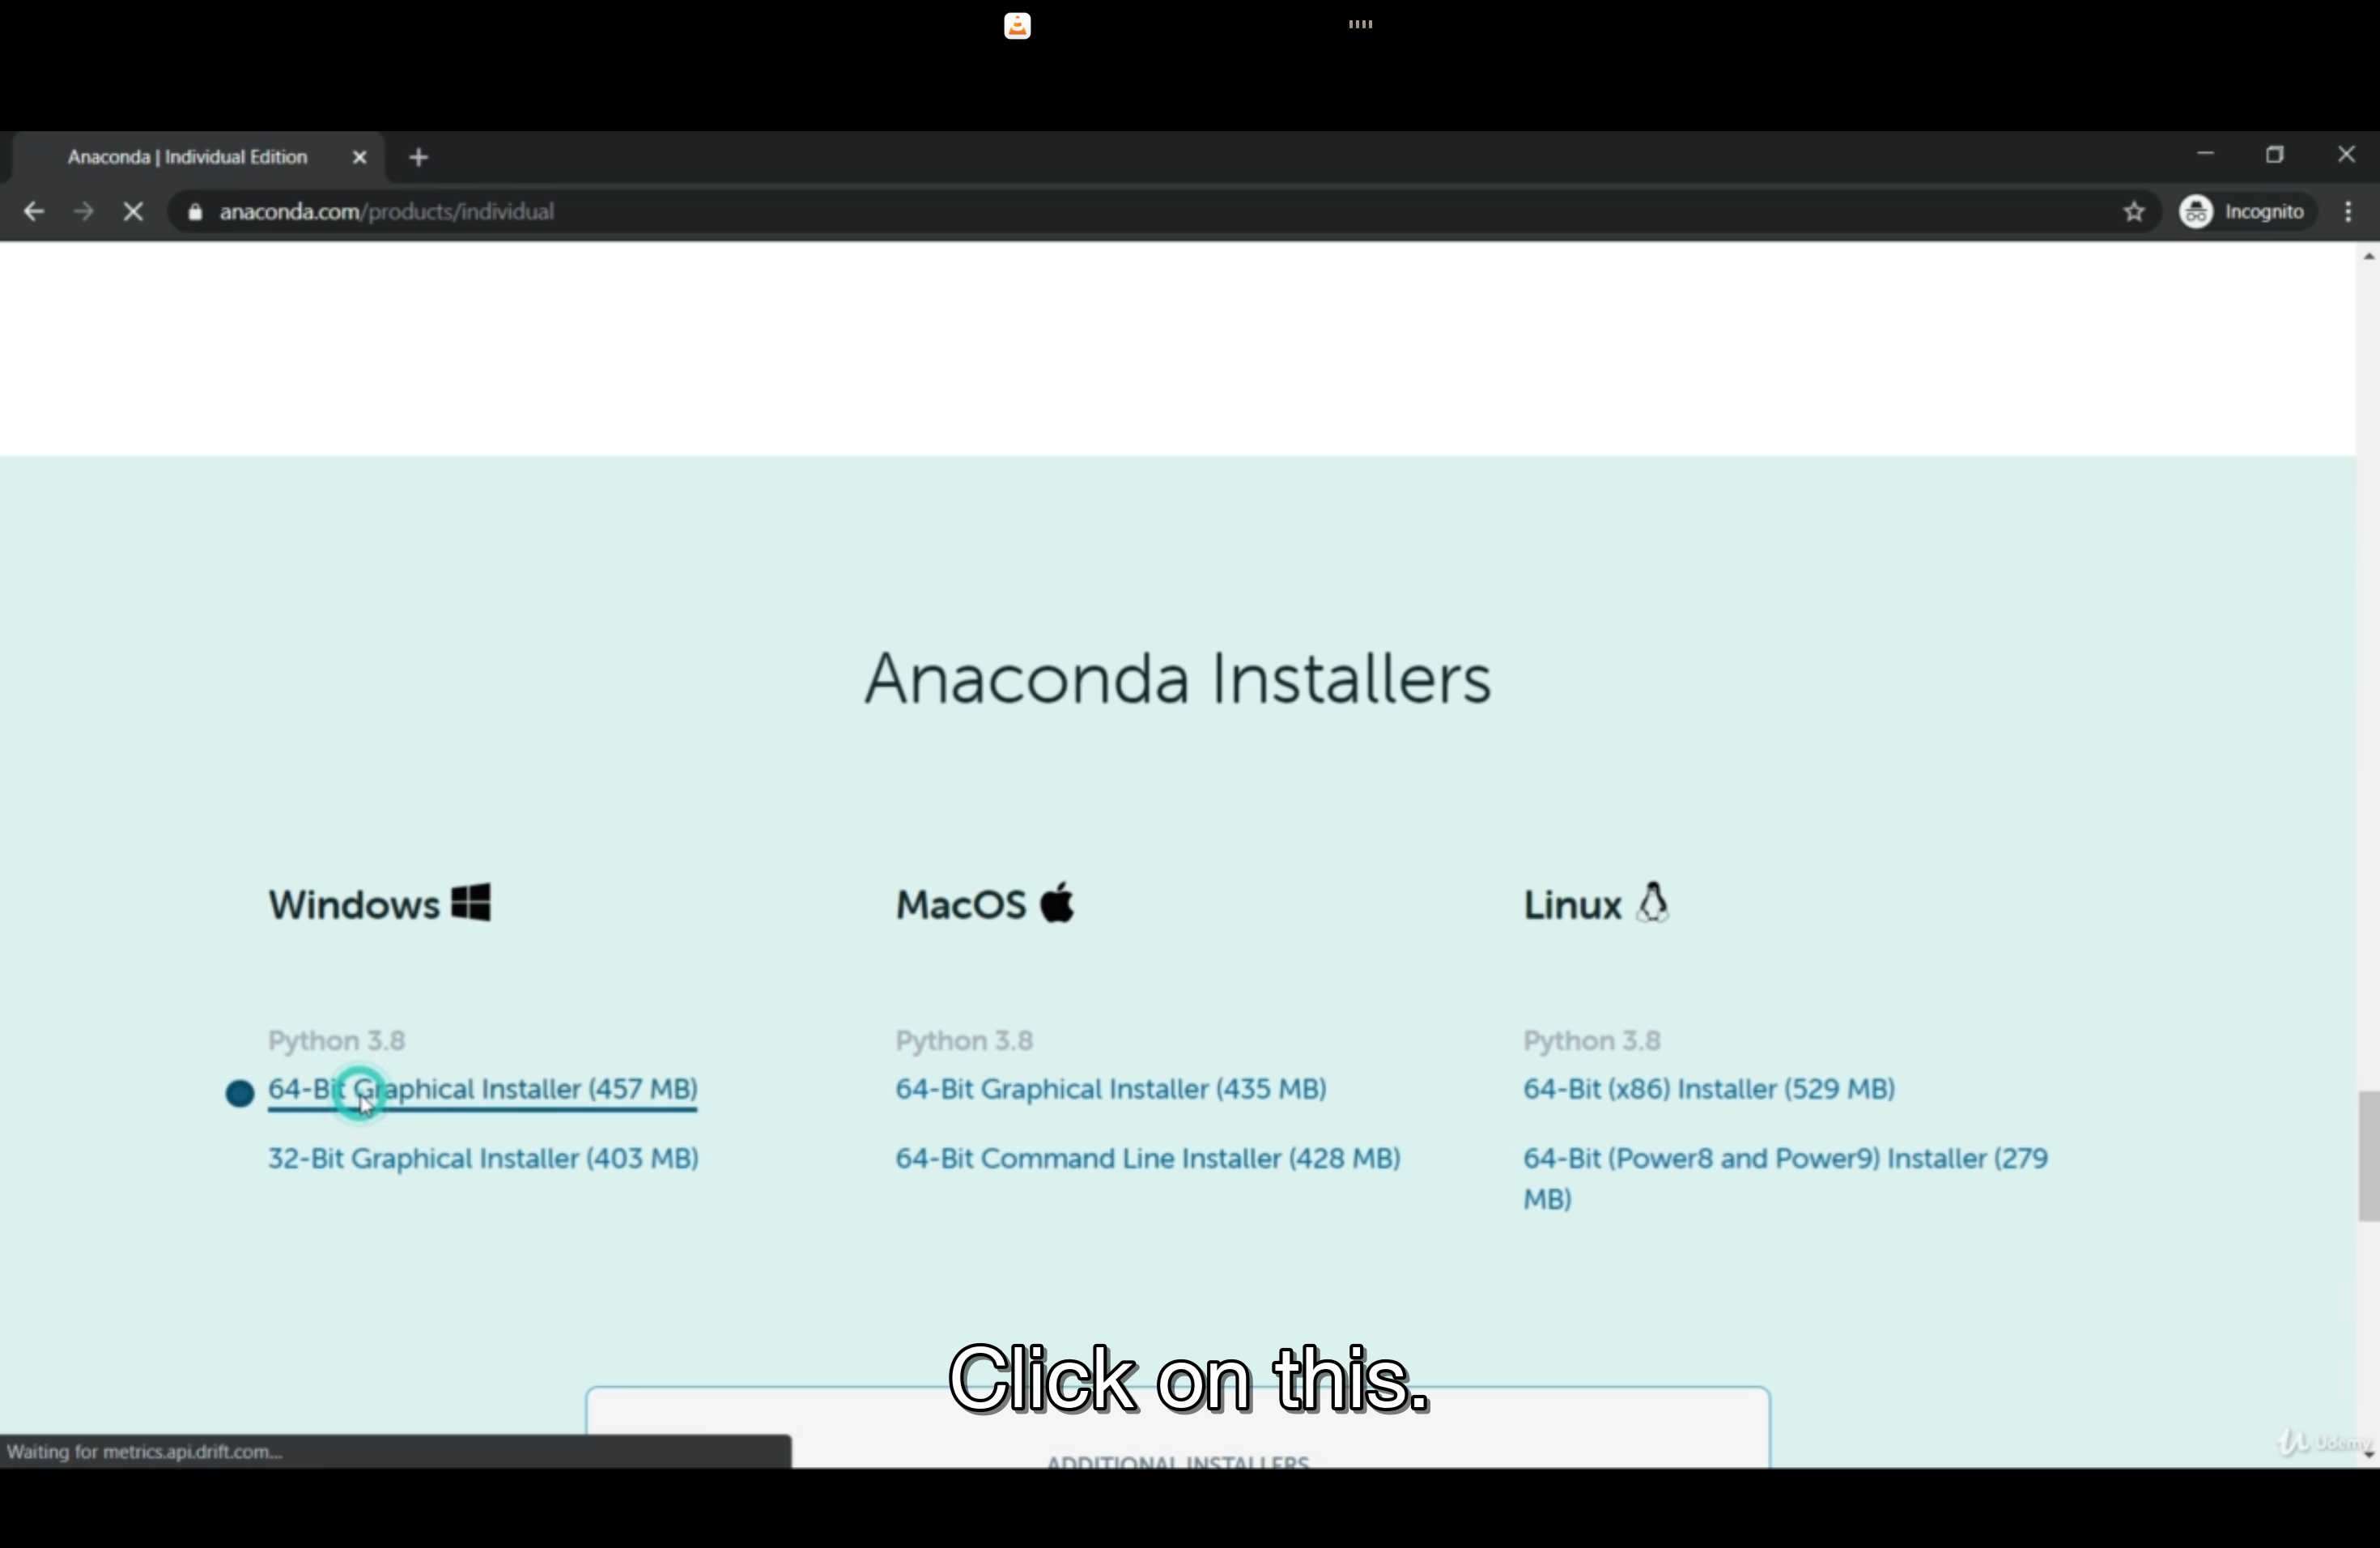 Anaconda | Individual Edition
anaconda.com/products/individual
Incognito
Anaconda Installers
Windows
MacOS
Linux
Python 3.8
Python 3.8
Python 3.8
64-Bit Graphical Installer (457 MB)
64-Bit Graphical Installer (435 MB)
64-Bit (x86) Installer (529 MB)
32-Bit Graphical Installer (403 MB)
64-Bit Command Line Installer (428 MB)
64-Bit (Power8 and Power9) Installer (279
MB)
Click on this.
ADDITIONAL INSTALLERS
Waiting for metrics.api.drift.com...
Udemy